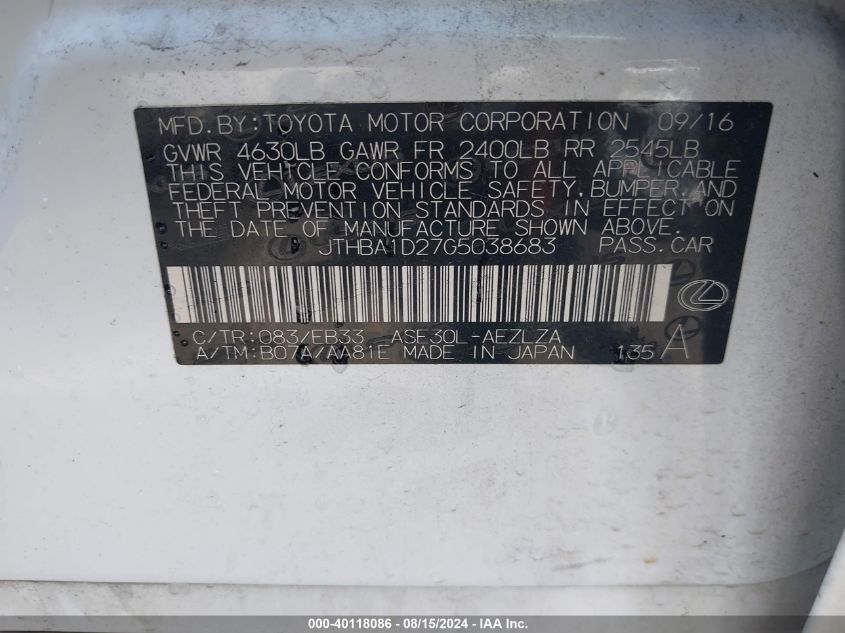 MFD.BY:TOYOTA MOTOR CORPORATION 09/16
GVWR 4630LB GAWR FR 2400LB RR 2545LB
THIS VEHICLE CONFORMS TO ALL APPLICABLE
FEDERAL MOTOR VEHICLE SAFETY,BUMPER,AND
THEFT PREVENTION STANDARDS IN EFFECT ON
THE DATE OF MANUFACTURE SHOWN ABOVE.
JTHBA1D27G5038683 PASS.CAR
C/TR:083/EB33 ASE30L-AEZLZA
A/TM:B07A/AA81E MADE IN JAPAN 135 A
000-40118086 - 08/15/2024 - IAA Inc.